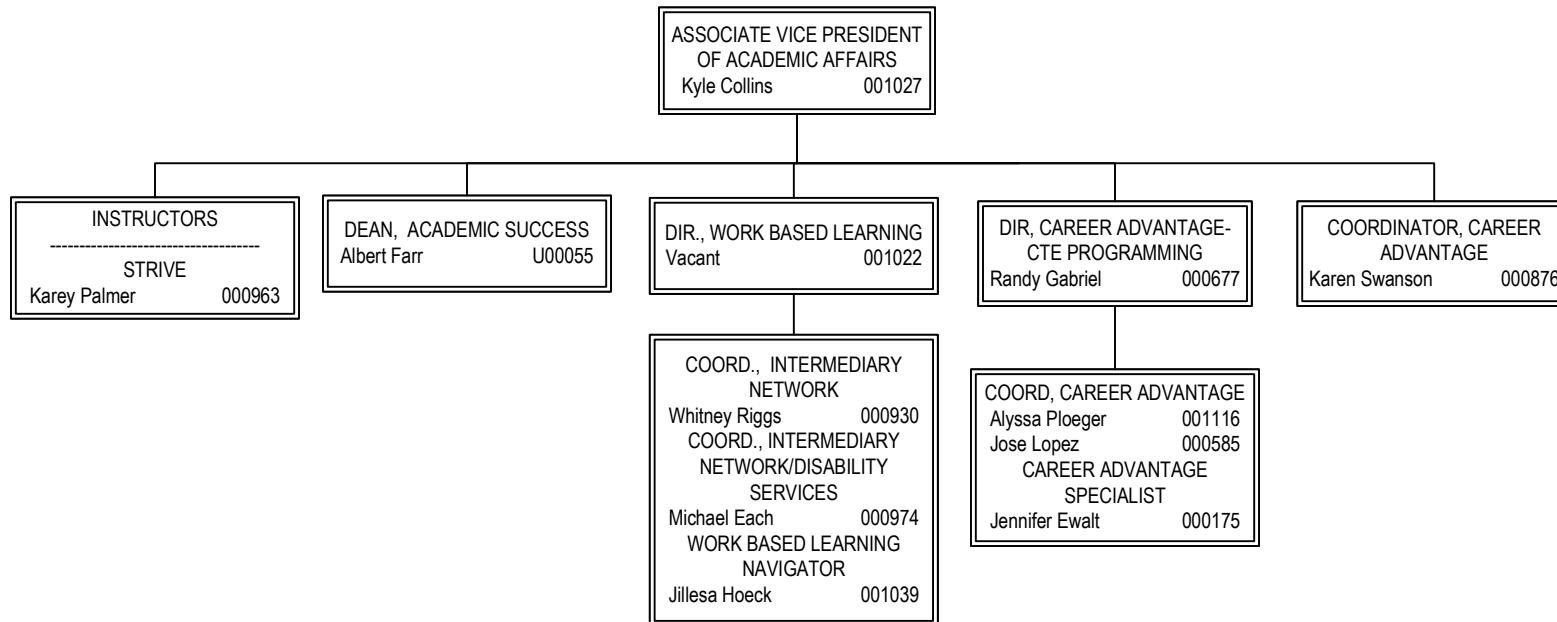 ASSOCIATE VICE PRESIDENT
OF ACADEMIC AFFAIRS
Kyle Collins 001027
INSTRUCTORS
------------------------------------
STRIVE
Karey Palmer 000963
DEAN, ACADEMIC SUCCESS
Albert Farr U00055
DIR., WORK BASED LEARNING
Vacant 001022
DIR, CAREER ADVANTAGE-
CTE PROGRAMMING
Randy Gabriel 000677
COORDINATOR, CAREER
ADVANTAGE
Karen Swanson 000876
COORD., INTERMEDIARY
NETWORK
Whitney Riggs 000930
COORD., INTERMEDIARY
NETWORK/DISABILITY
SERVICES
Michael Each 000974
WORK BASED LEARNING
NAVIGATOR
Jillesa Hoeck 001039
COORD, CAREER ADVANTAGE
Alyssa Ploeger 001116
Jose Lopez 000585
CAREER ADVANTAGE
SPECIALIST
Jennifer Ewalt 000175